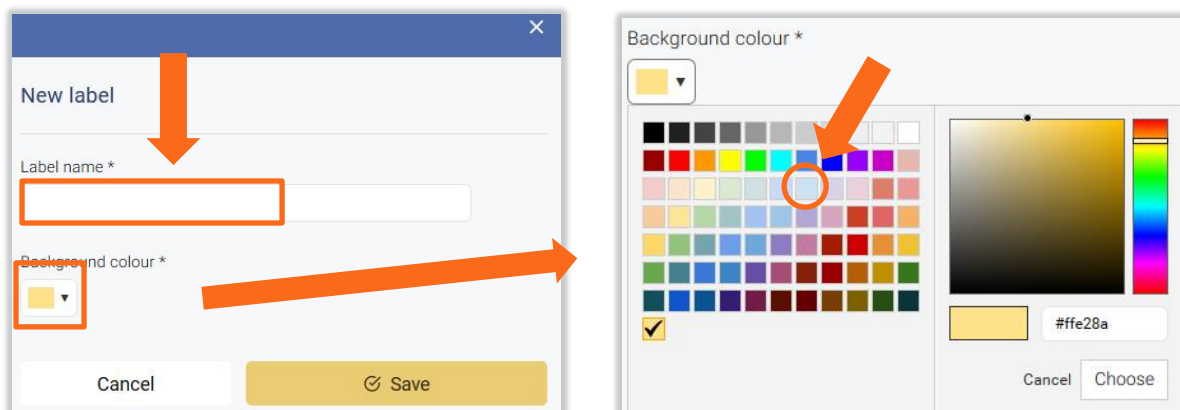 New label
Label name *
Background colour *
Cancel
Save
Background colour *
#ffe28a
Cancel
Choose